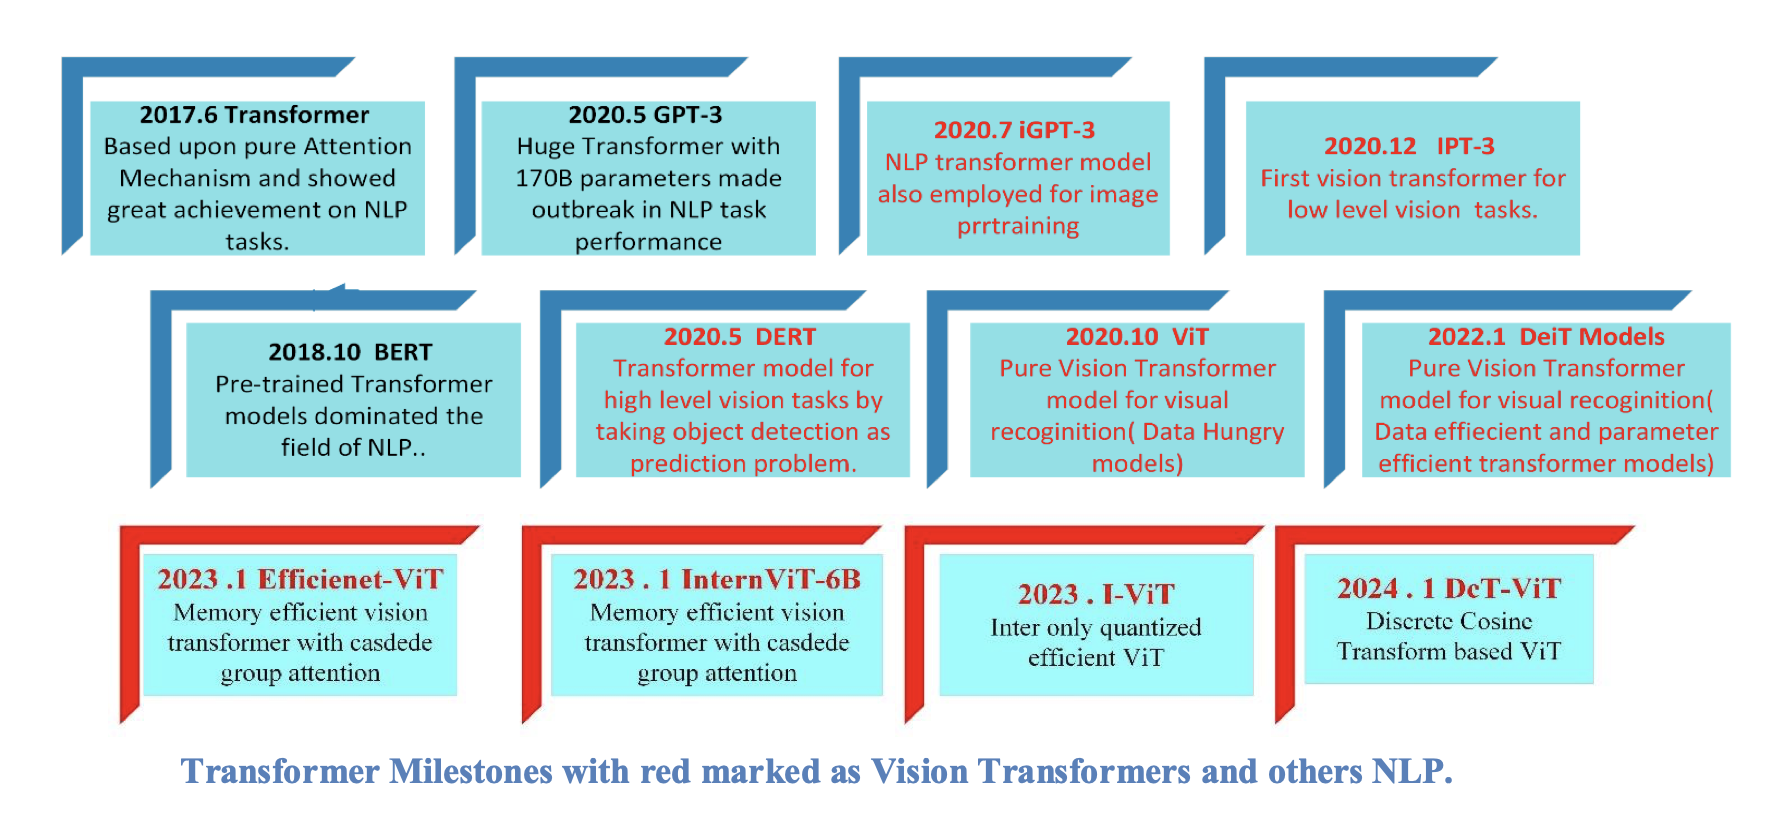 2017.6 Transformer
Based upon pure Attention
Mechanism and showed
great achievement on NLP
tasks.
2020.5 GPT-3
Huge Transformer with
170B parameters made
outbreak in NLP task
performance
2020.7 iGPT-3
NLP transformer model
also employed for image
prrtraining
2020.12 IPT-3
First vision transformer for
low level vision tasks.
2018.10 BERT
Pre-trained Transformer
models dominated the
field of NLP..
2020.5 DERT
Transformer model for
high level vision tasks by
taking object detection as
prediction problem.
2020.10 ViT
Pure Vision Transformer
model for visual
recoginition( Data Hungry
models)
2022.1 DeiT Models
Pure Vision Transformer
model for visual recoginition(
Data effiecient and parameter
efficient transformer models)
2023 .1 Efficienet-ViT
Memory efficient vision
transformer with casdede
group attention
2023 . 1 InternViT-6B
Memory efficient vision
transformer with casdede
group attention
2023 . I-ViT
Inter only quantized
efficient ViT
2024 . 1 DcT-ViT
Discrete Cosine
Transform based ViT
Transformer Milestones with red marked as Vision Transformers and others NLP.